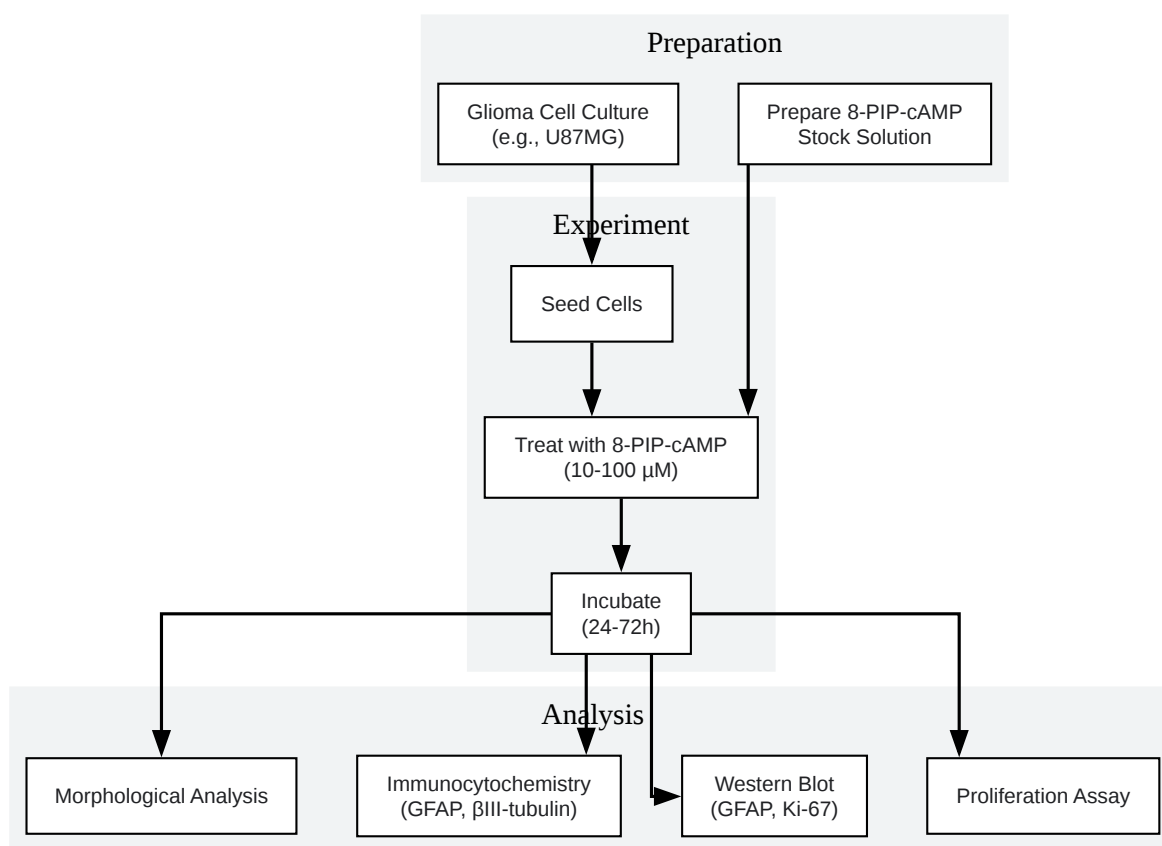 Preparation
Glioma Cell Culture
(e.g., U87MG)
Prepare 8-PIP-cAMP
Stock Solution
Experiment
Seed Cells
Treat with 8-PIP-cAMP
(10-100 µM)
Incubate
(24-72h)
Analysis
Morphological Analysis
Immunocytochemistry
(GFAP, βIII-tubulin)
Western Blot
(GFAP, Ki-67)
Proliferation Assay